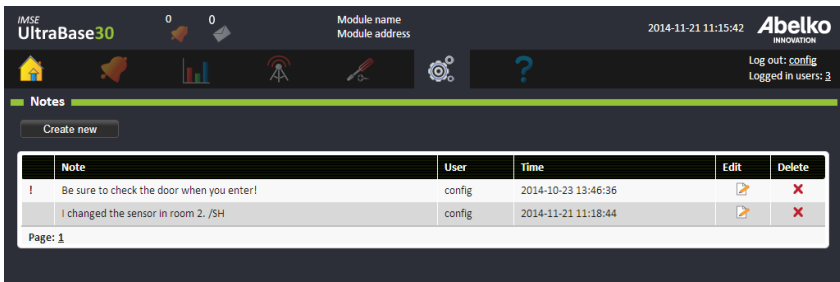 IMSE
UltraBase30
0 0
Module name
Module address
2014-11-21 11:15:42
Abelko
INNOVATION
?
Log out: config
Logged in users: 3
Notes
Create new
Note User Time Edit Delete
! Be sure to check the door when you enter! config 2014-10-23 13:46:36
I changed the sensor in room 2. /SH config 2014-11-21 11:18:44
Page: 1